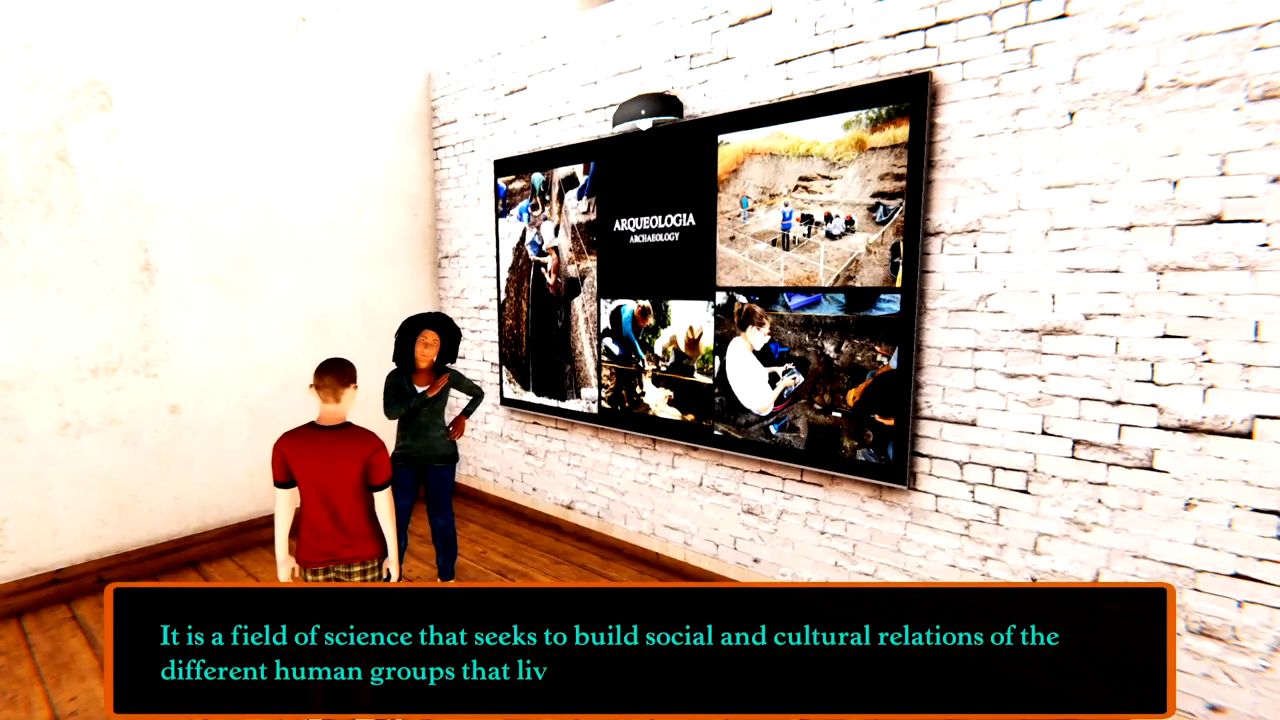 ARQUEOLOGIA
ARCHAEOLOGY
It is a field of science that seeks to build social and cultural relations of the
different human groups that liv